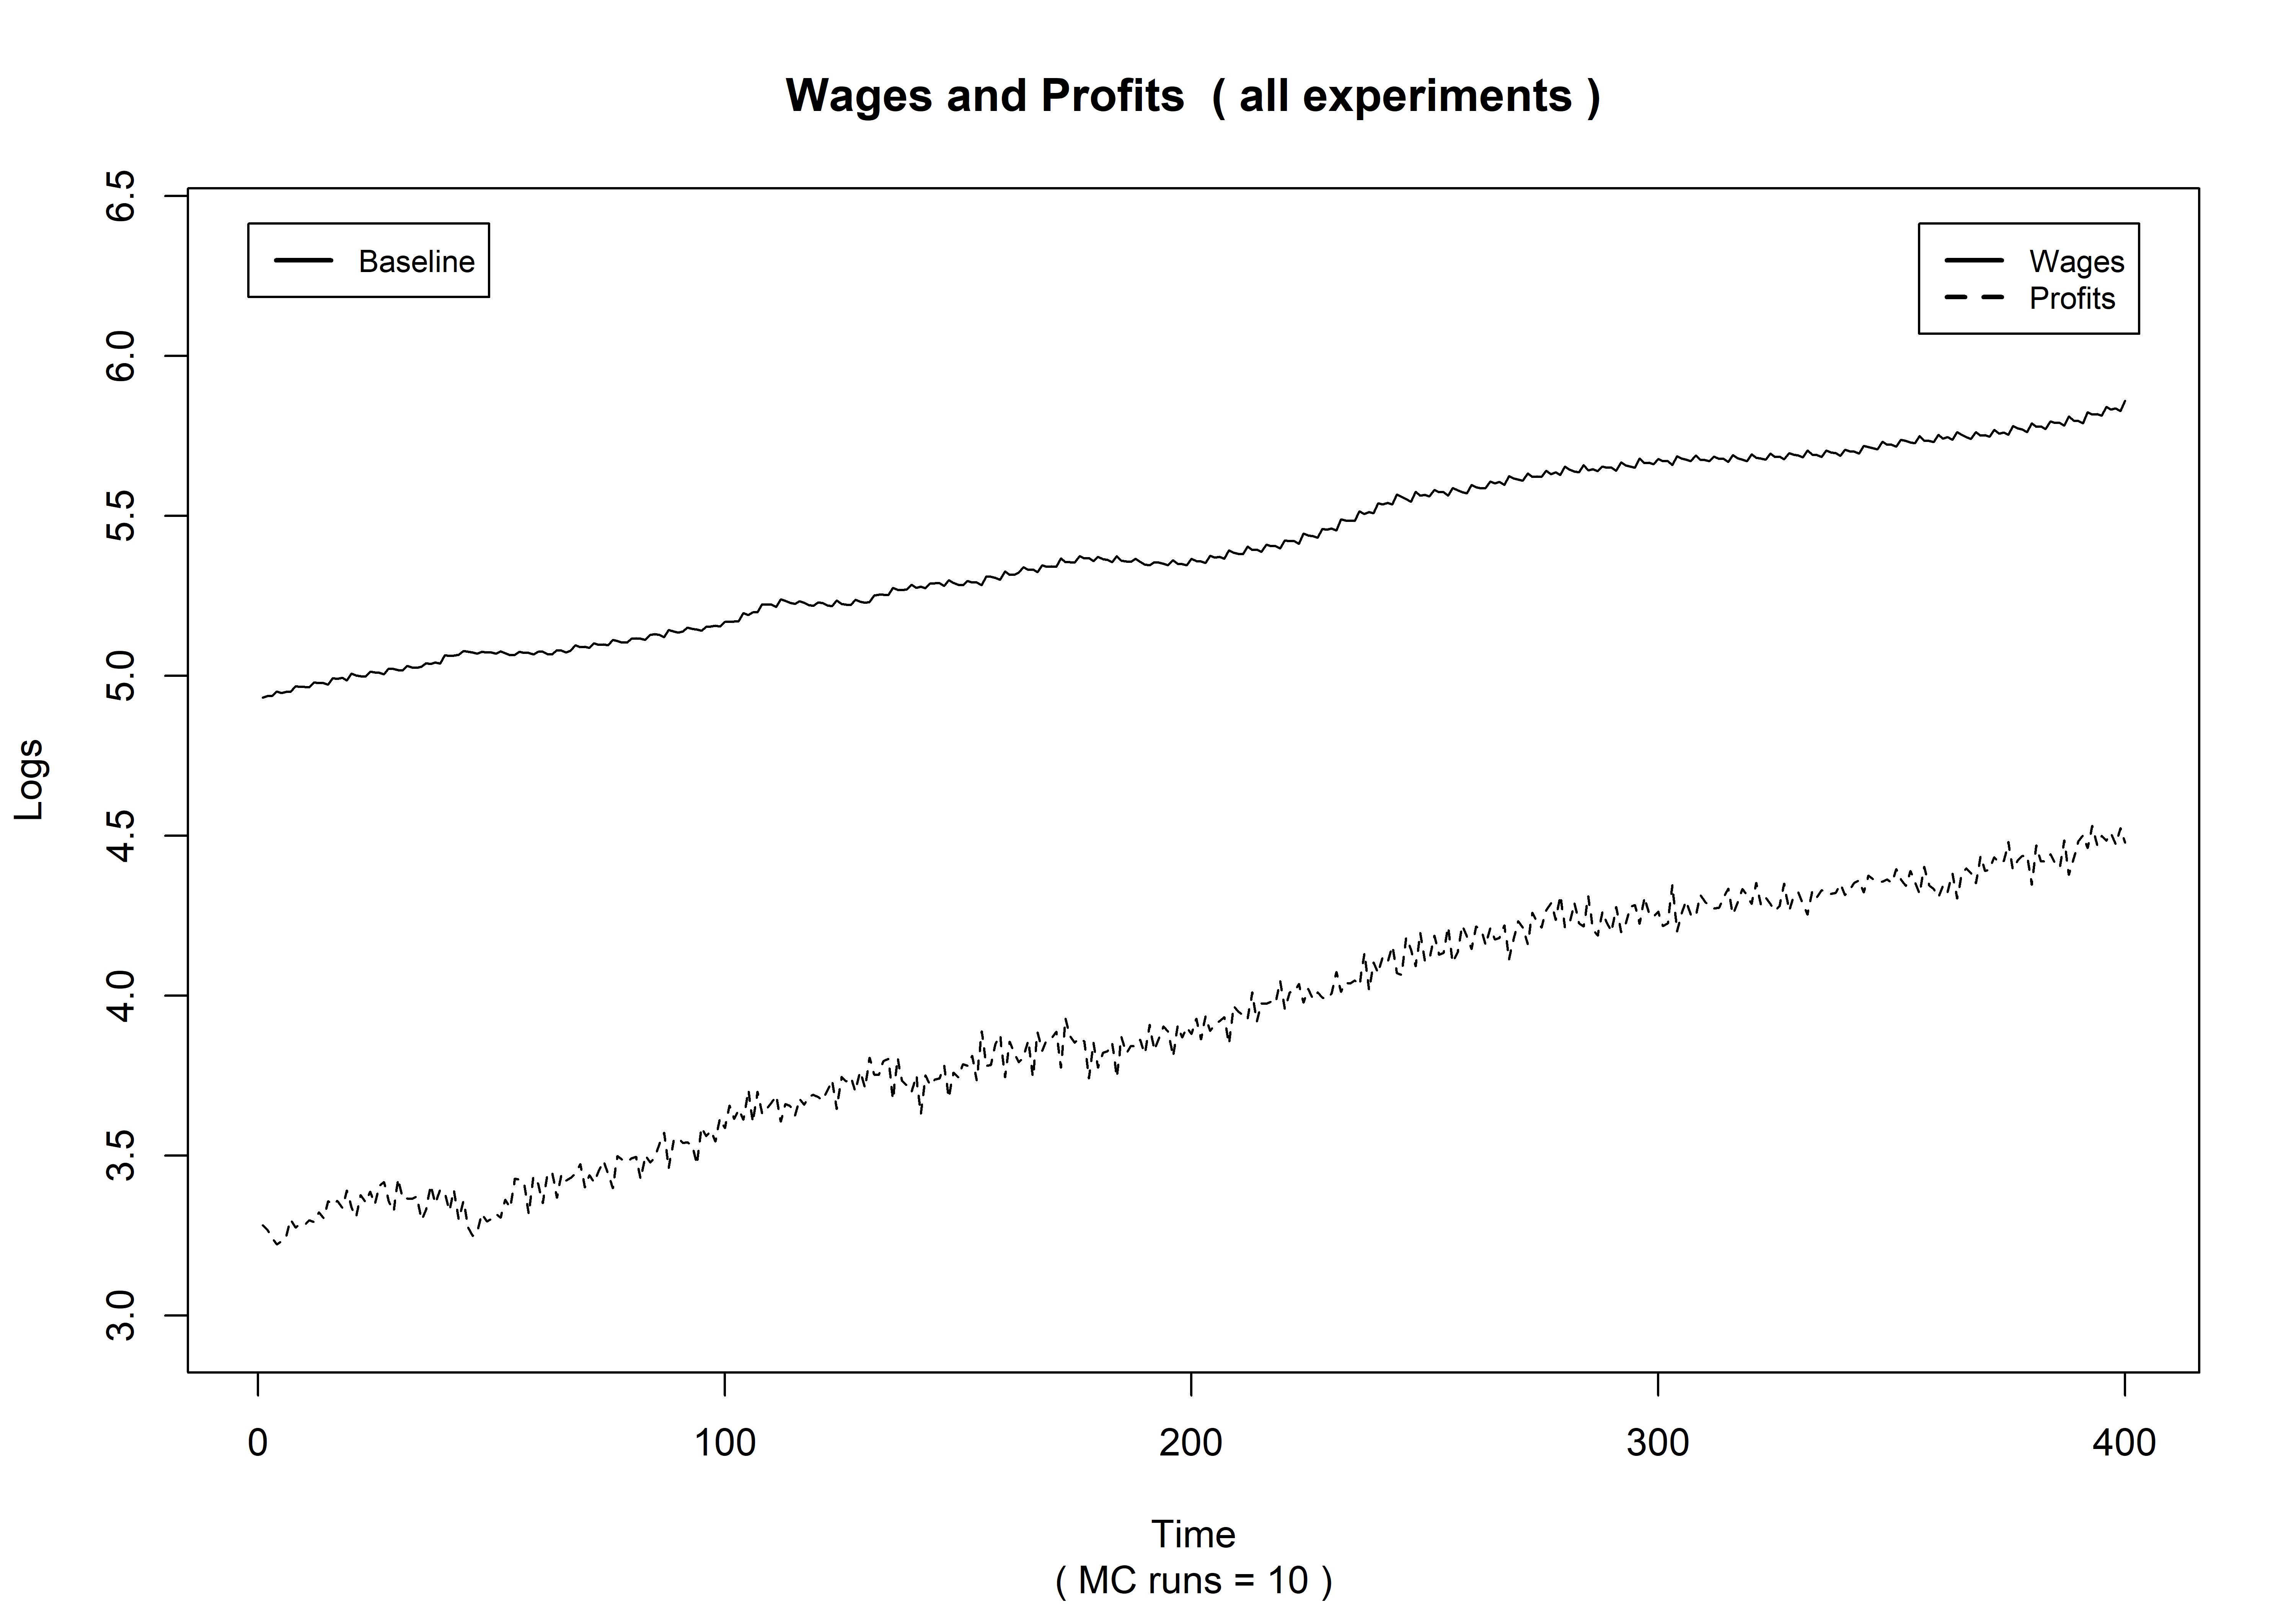 Wages and Profits ( all experiments )
Baseline
Wages
Profits
Logs
6.5
6.0
5.5
5.0
4.5
4.0
3.5
3.0
0 100 200 300 400
Time
( MC runs = 10 )